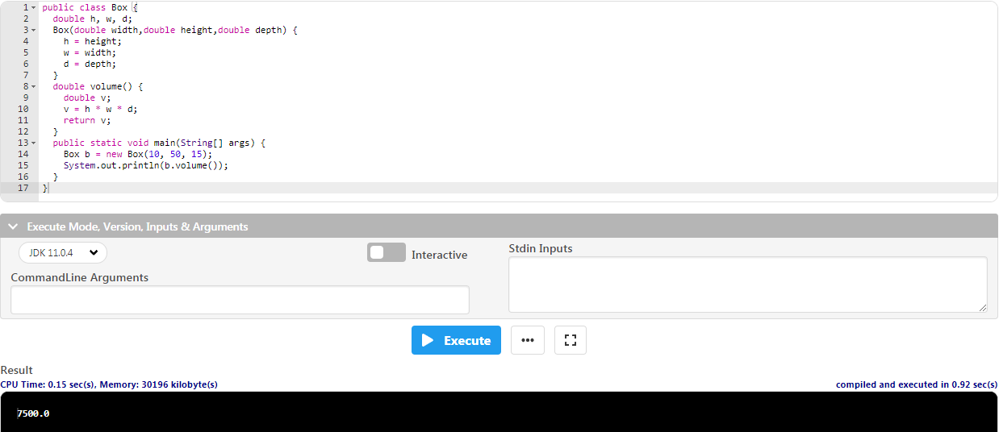 1 public class Box {
2   double h, w, d;
3   Box(double width,double height,double depth) {
4     h = height;
5     w = width;
6     d = depth;
7   }
8   double volume() {
9     double v;
10     v = h * w * d;
11     return v;
12   }
13   public static void main(String[] args) {
14     Box b = new Box(10, 50, 15);
15     System.out.println(b.volume());
16   }
17 }
Execute Mode, Version, Inputs & Arguments
JDK 11.0.4
Interactive
Stdin Inputs
CommandLine Arguments
Execute
Result
CPU Time: 0.15 sec(s), Memory: 30196 kilobyte(s)
compiled and executed in 0.92 sec(s)
7500.0